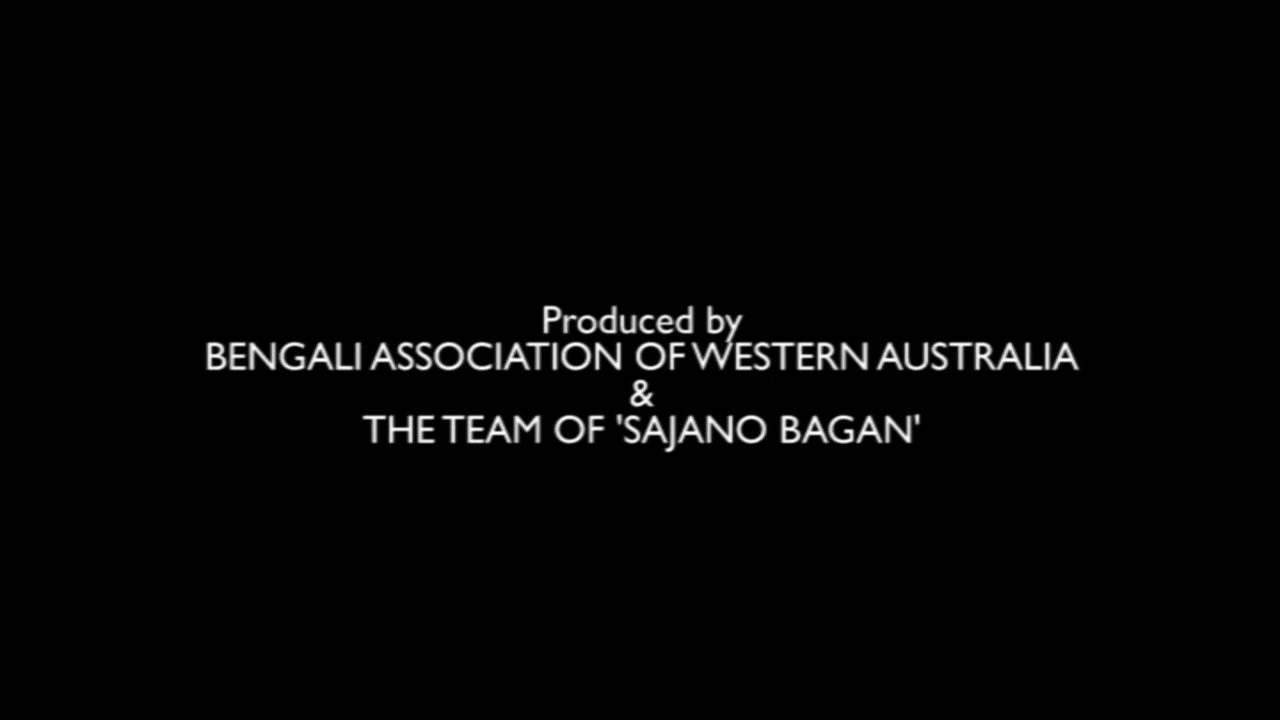 Produced by
BENGALI ASSOCIATION OF WESTERN AUSTRALIA
&
THE TEAM OF 'SAJANO BAGAN'